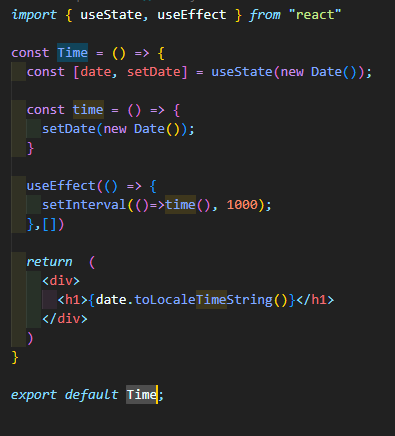 import { useState, useEffect } from "react"
const Time = () => {
const [date, setDate] = useState(new Date());
const time = () => {
setDate(new Date());
}
useEffect(() => {
setInterval(()=>time(), 1000);
},[])
return  (
<div>
<h1>{date.toLocaleTimeString()}</h1>
</div>
)
}
export default Time;